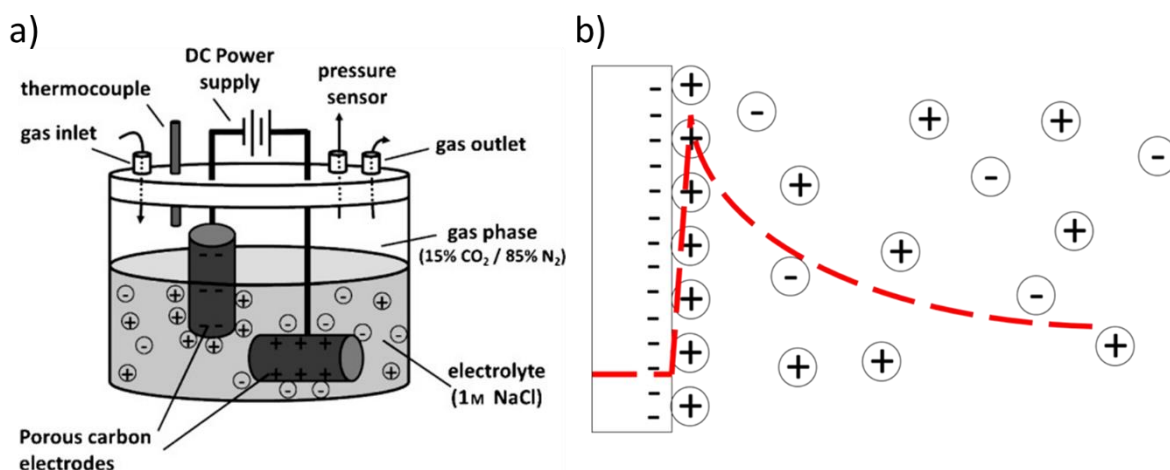 a)
b)
DC Power
supply
pressure
sensor
thermocouple
gas inlet
gas outlet
gas phase
(15% CO₂ / 85% N₂)
electrolyte
(1M NaCl)
Porous carbon
electrodes